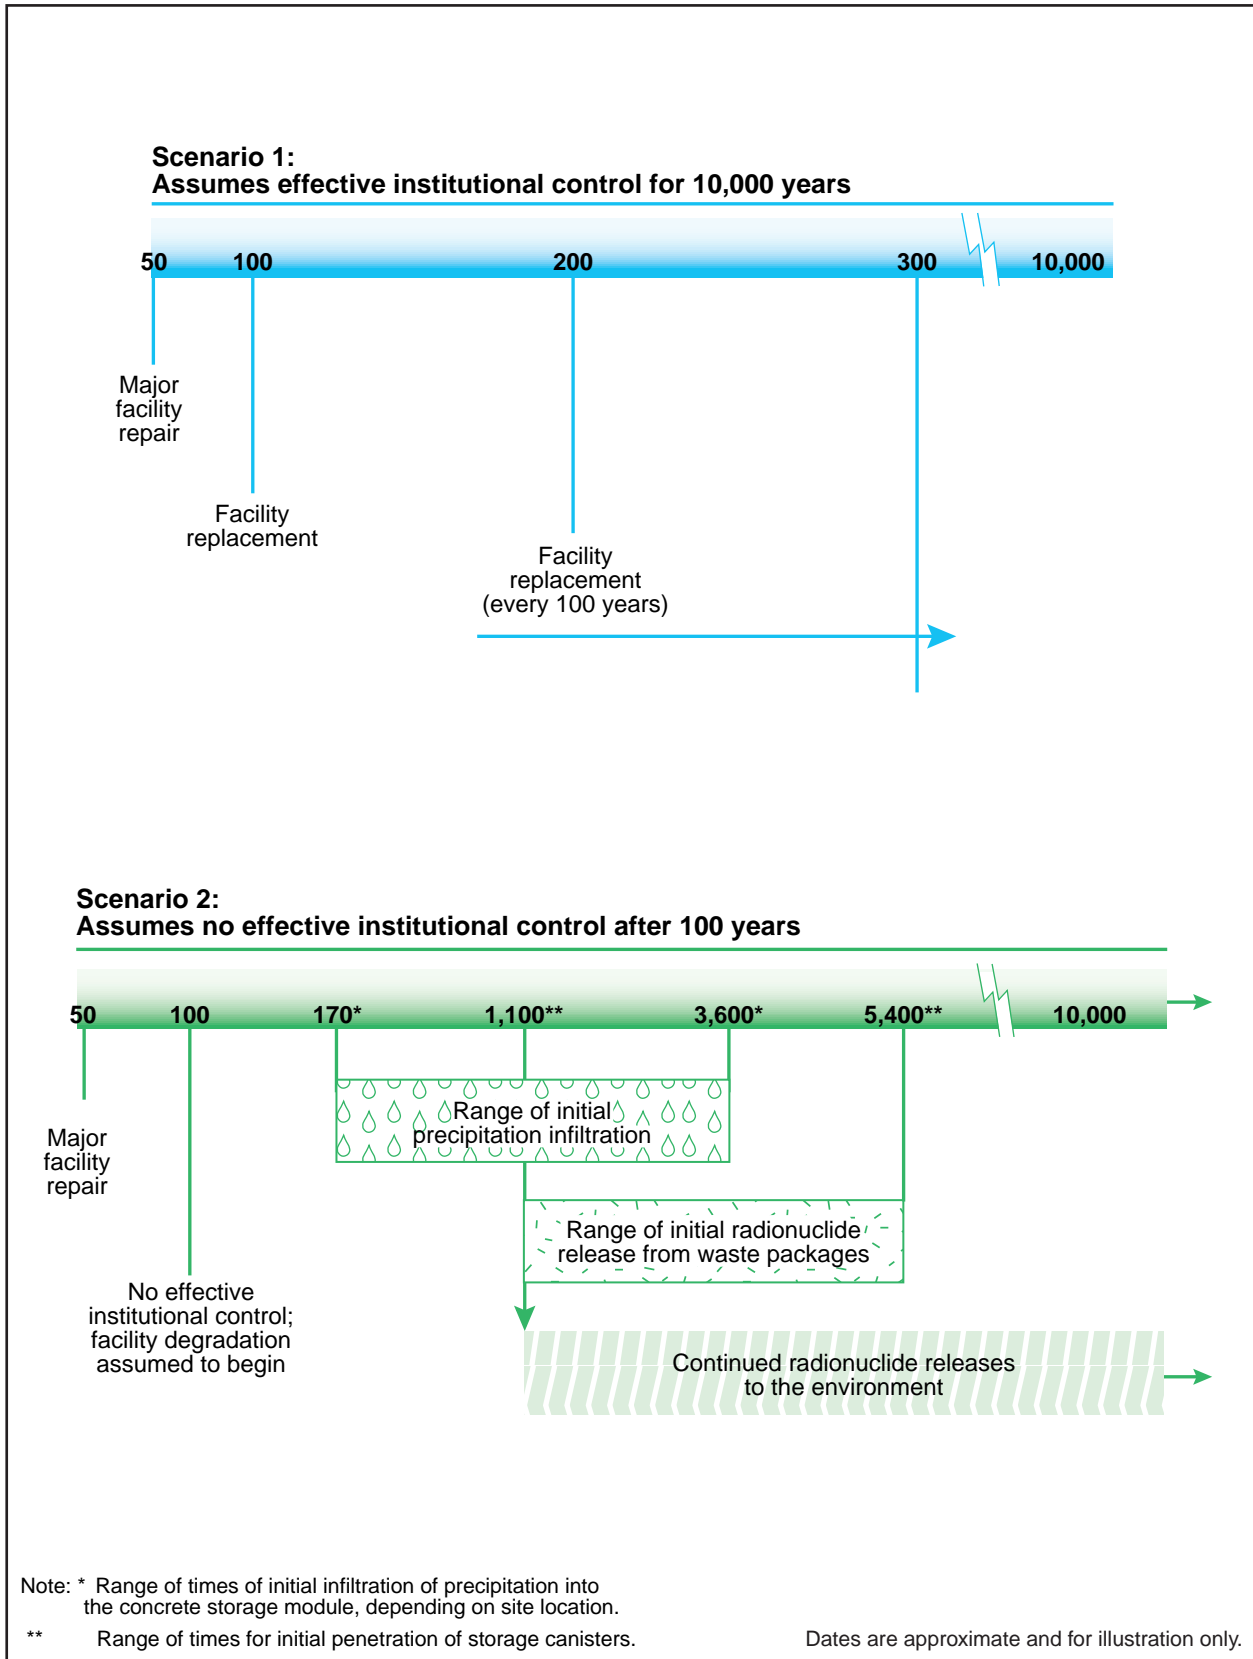 Scenario 1:
Assumes effective institutional control for 10,000 years
50 100 200 300 10,000
Major
facility
repair
Facility
replacement
Facility
replacement
(every 100 years)
Scenario 2:
Assumes no effective institutional control after 100 years
50 100 170* 1,100** 3,600* 5,400** 10,000
Range of initial
precipitation infiltration
Major
facility
repair
Range of initial radionuclide
release from waste packages
No effective
institutional control;
facility degradation
assumed to begin
Continued radionuclide releases
to the environment
Note: * Range of times of initial infiltration of precipitation into
the concrete storage module, depending on site location.
** Range of times for initial penetration of storage canisters.
Dates are approximate and for illustration only.